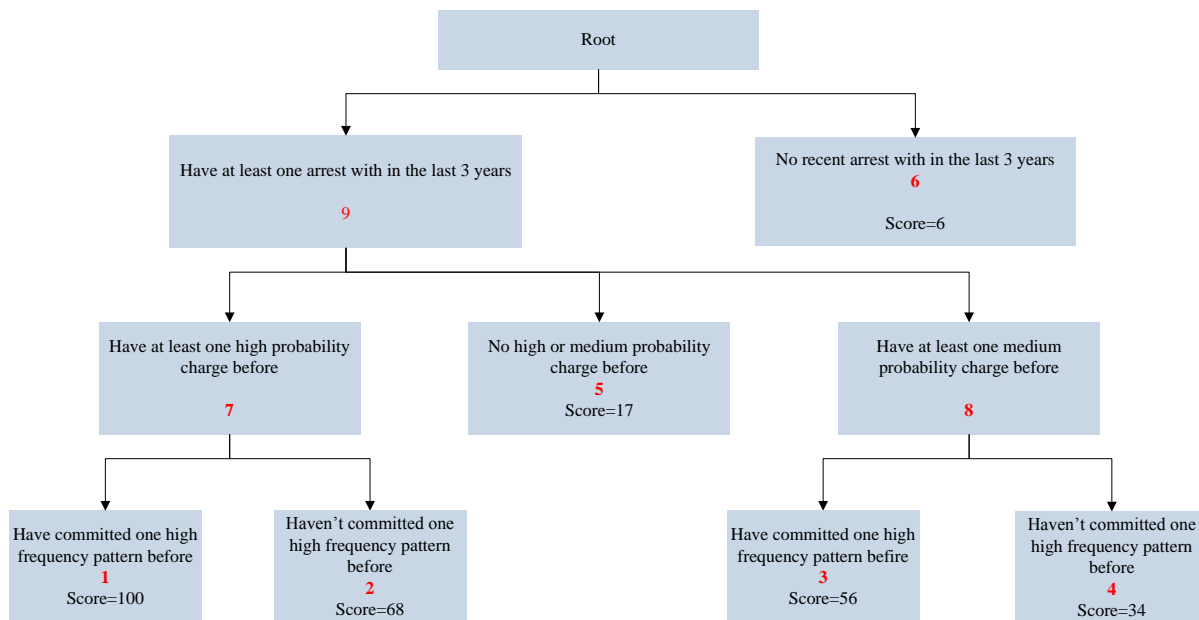 Root
Have at least one arrest with in the last 3 years
9
No recent arrest with in the last 3 years
6
Score=6
Have at least one high probability
charge before
7
No high or medium probability
charge before
5
Score=17
Have at least one medium
probability charge before
8
Have committed one high
frequency pattern before
1
Score=100
Haven’t committed one
high frequency pattern
before
2
Score=68
Have committed one high
frequency pattern befire
3
Score=56
Haven’t committed one
high frequency pattern
before
4
Score=34